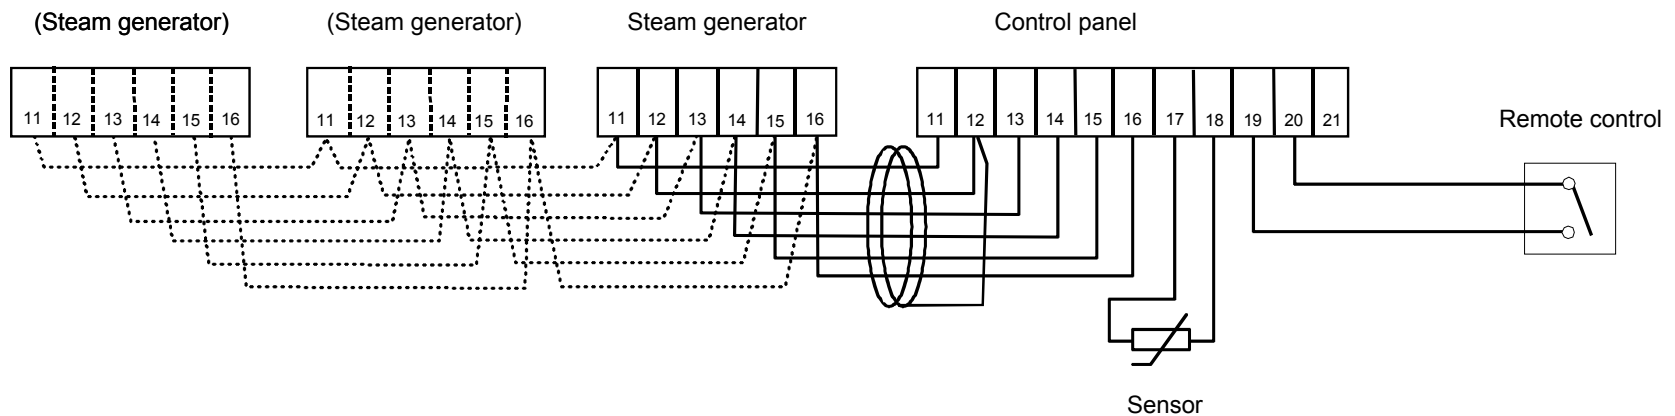 (Steam generator) (Steam generator) Steam generator Control panel
11 12 13 14 15 16 11 12 13 14 15 16 11 12 13 14 15 16 11 12 13 14 15 16 17 18 19 20 21
Remote control
Sensor